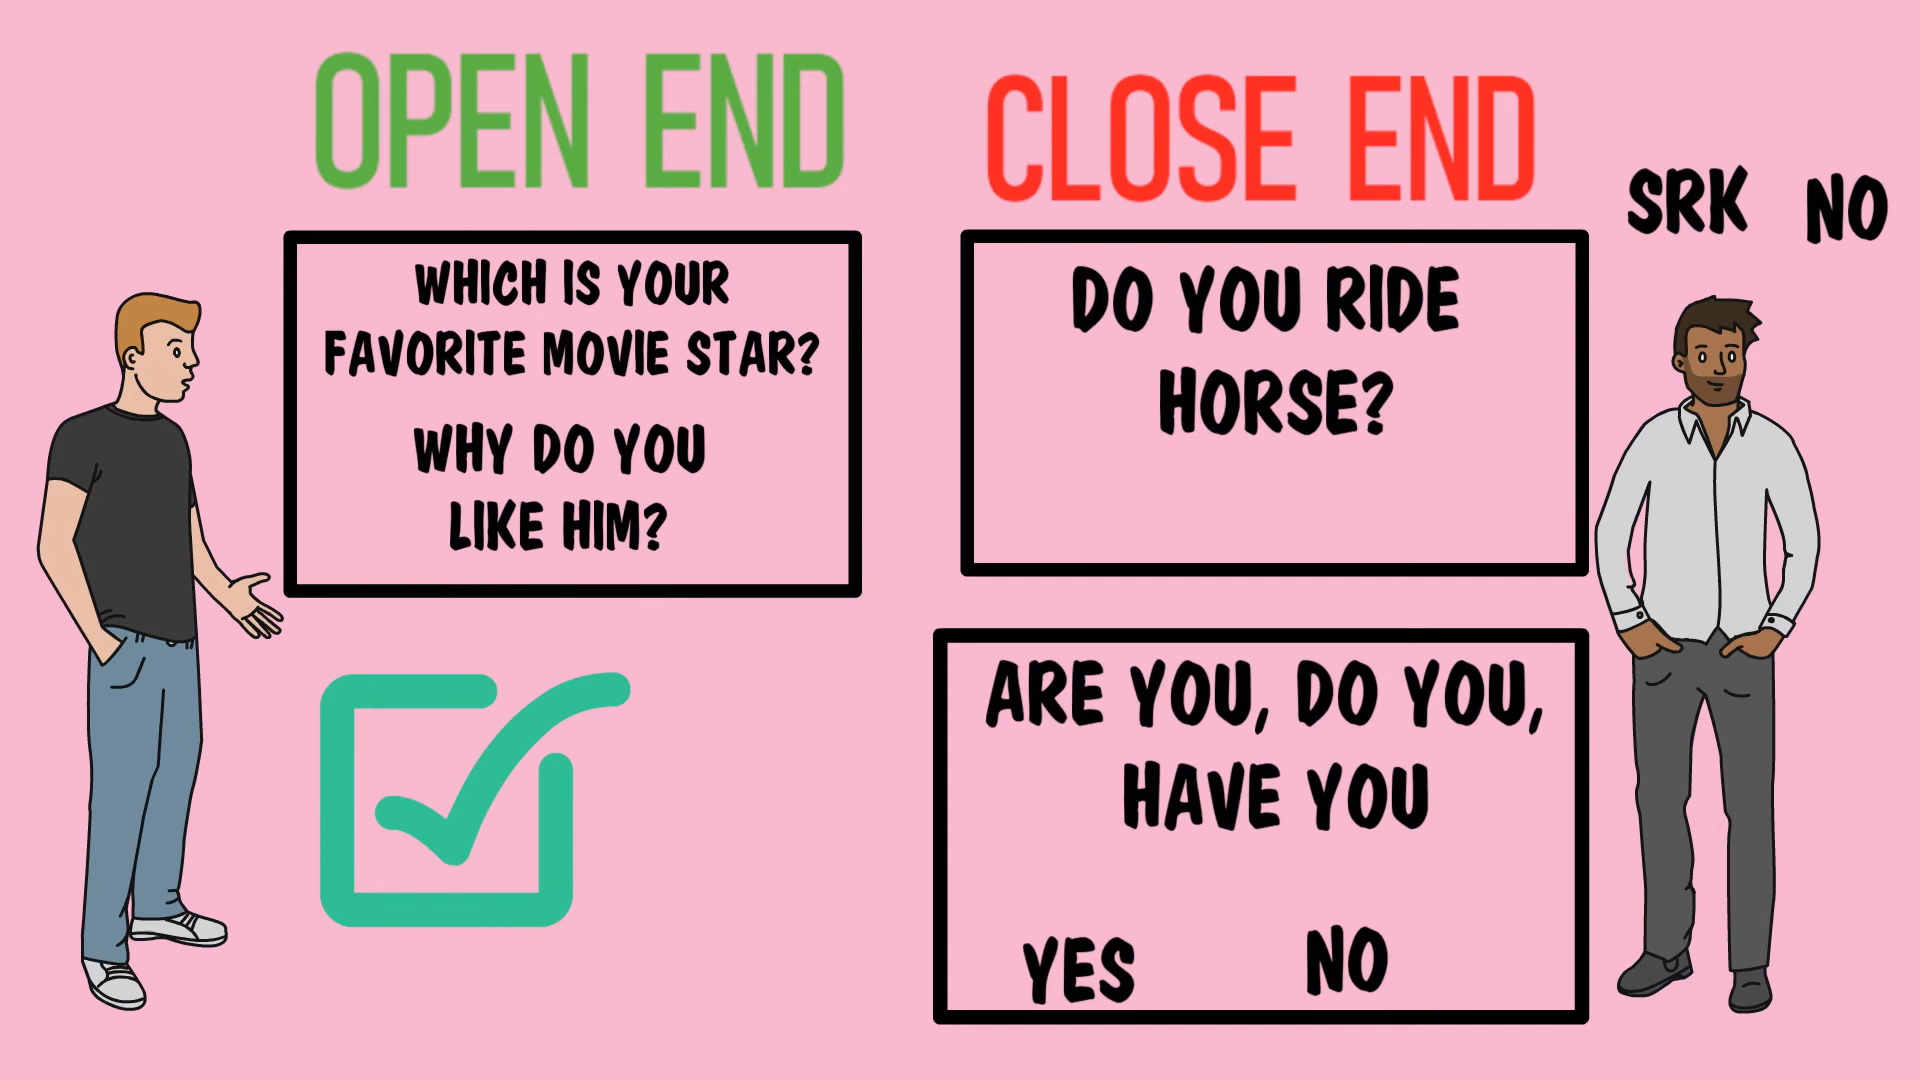 OPEN END
WHICH IS YOUR
FAVORITE MOVIE STAR?
WHY DO YOU
LIKE HIM?
CLOSE END
DO YOU RIDE
HORSE?
ARE YOU, DO YOU,
HAVE YOU
YES NO
SRK NO